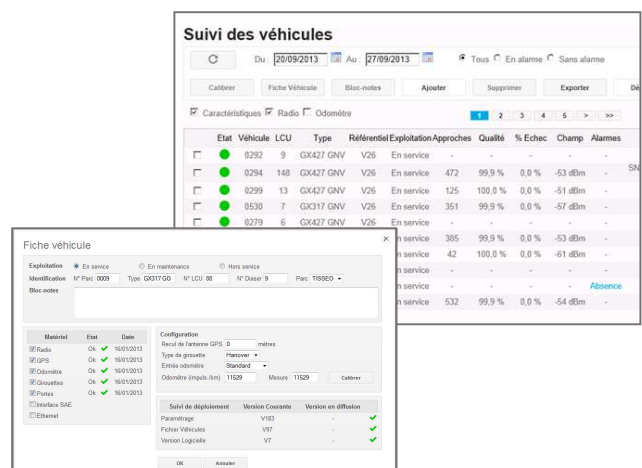 Suivi des véhicules
Du : 20/09/2013 Au : 27/09/2013 Tous En alarme Sans alarme
Calibrer Fiche Véhicule Bloc-notes Ajouter Supprimer Exporter Dé
Caractéristiques Radio Odomètre 1 2 3 4 5 > >>
Etat Véhicule LCU Type Référentiel Exploitation Approches Qualité % Echec Champ Alarmes
0292 9 GX427 GNV V26 En service - - - - -
0294 148 GX427 GNV V26 En service 472 99,9 % 0,0 % -53 dBm - SN
0299 13 GX427 GNV V26 En service 125 100,0 % 0,0 % -51 dBm -
0530 7 GX317 GNV V26 En service 351 99,9 % 0,0 % -57 dBm -
0279 6 GX427 GNV V26 En service - - - - -
n service 385 99,9 % 0,0 % -53 dBm -
n service 42 100,0 % 0,0 % -61 dBm -
n service - - - - -
n service - - - - Absence
n service 532 99,9 % 0,0 % -54 dBm -
Fiche véhicule ×
Exploitation En service En maintenance Hors service
Identification N° Parc 0009 Type GX317 GO N° LCU 88 N° Diaser 9 Parc TISSEO
Bloc-notes
Matériel Etat Date
Radio Ok 16/01/2013
GPS Ok 16/01/2013
Odomètre Ok 16/01/2013
Girouettes Ok 16/01/2013
Portes Ok 16/01/2013
Interface SAE
Ethernet
Configuration
Recul de l'antenne GPS 0 mètres
Type de girouette Hanover
Entrée odomètre Standard
Odomètre (impuls./km) 11529 Mesure 11529 Calibrer
Suivi de déploiement Version Courante Version en diffusion
Paramétrage V183 -
Fichier Véhicules V97 -
Version Logicielle V7 -
OK Annuler